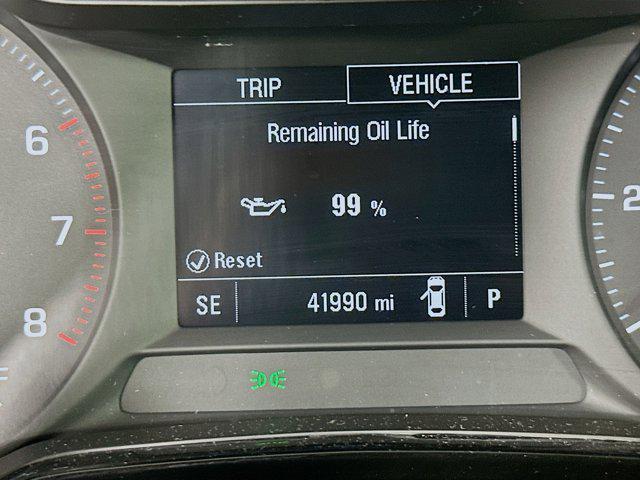 TRIP VEHICLE
Remaining Oil Life
99 %
Reset
SE 41990 mi P
6
7
8
2